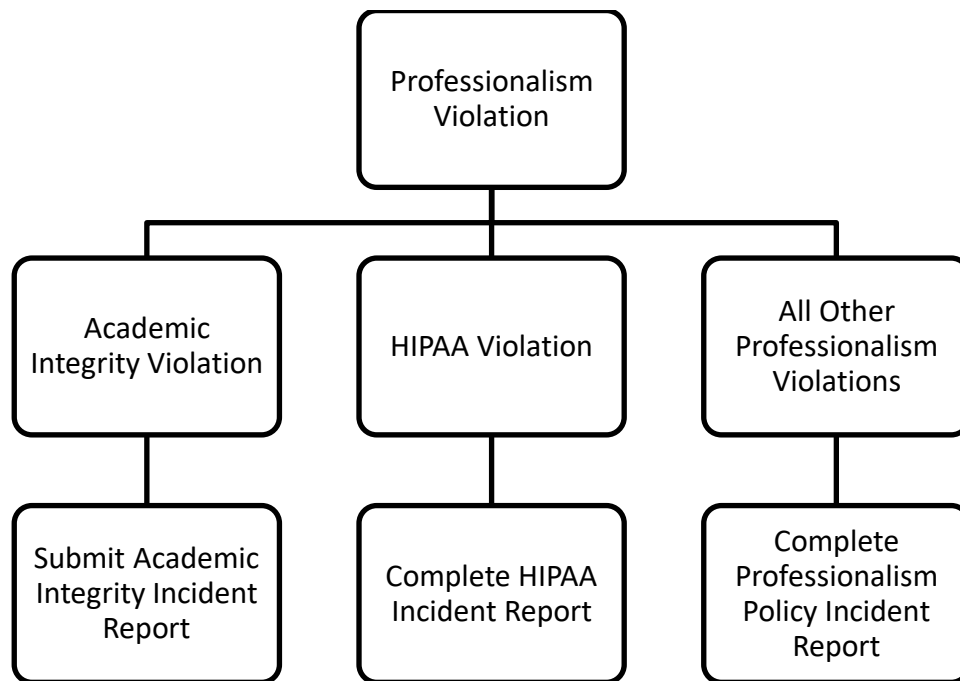 Professionalism
Violation
Academic
Integrity Violation
HIPAA Violation
All Other
Professionalism
Violations
Submit Academic
Integrity Incident
Report
Complete HIPAA
Incident Report
Complete
Professionalism
Policy Incident
Report